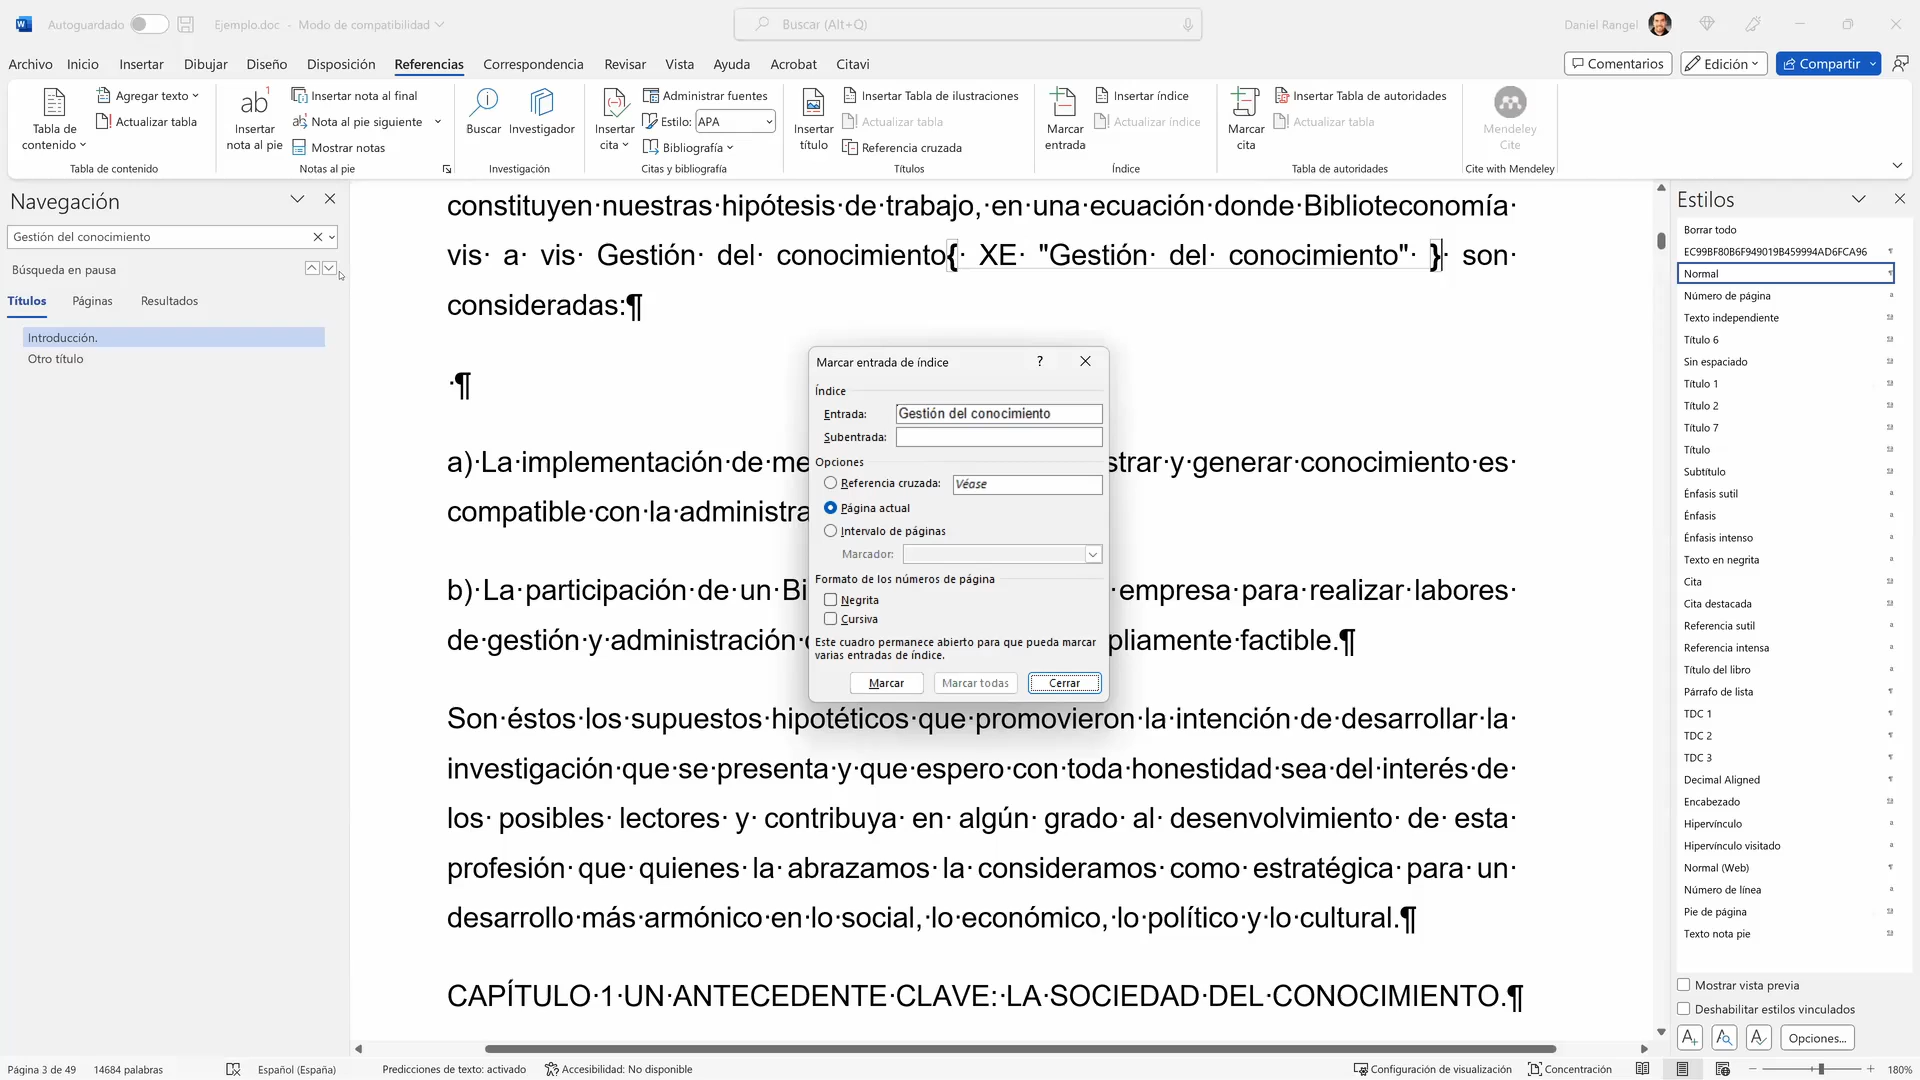 Autoguardado
Ejemplo.doc - Modo de compatibilidad
Buscar (Alt+Q)
Daniel Rangel
Archivo Inicio Insertar Dibujar Diseño Disposición Referencias Correspondencia Revisar Vista Ayuda Acrobat Citavi
Comentarios Edición Compartir
Tabla de contenido
Agregar texto
Actualizar tabla
Tabla de contenido
ab1
Insertar nota al pie
Insertar nota al final
Nota al pie siguiente
Mostrar notas
Notas al pie
Buscar
Investigador
Investigación
Insertar cita
Administrar fuentes
Estilo: APA
Bibliografía
Citas y bibliografía
Insertar título
Insertar Tabla de ilustraciones
Actualizar tabla
Referencia cruzada
Títulos
Marcar entrada
Insertar índice
Actualizar índice
Índice
Marcar cita
Insertar Tabla de autoridades
Actualizar tabla
Tabla de autoridades
Mendeley Cite
Cite with Mendeley
Navegación
Gestión del conocimiento
Búsqueda en pausa
Títulos Páginas Resultados
Introducción.
Otro título
constituyen·nuestras·hipótesis·de·trabajo,·en·una·ecuación·donde·Biblioteconomía·
vis· a· vis· Gestión· del· conocimiento{· XE· "Gestión· del· conocimiento"· }· son·
consideradas:¶
·¶
a)·La·implementación·de·me
strar·y·generar·conocimiento·es·
compatible·con·la·administra
b)·La·participación·de·un·Bi
·empresa·para·realizar·labores·
de·gestión·y·administración·
pliamente·factible.¶
Son·éstos·los·supuestos·hipotéticos·que·promovieron·la·intención·de·desarrollar·la·
investigación·que·se·presenta·y·que·espero·con·toda·honestidad·sea·del·interés·de·
los· posibles· lectores· y· contribuya· en· algún· grado· al· desenvolvimiento· de· esta·
profesión·que·quienes·la·abrazamos·la·consideramos·como·estratégica·para·un·
desarrollo·más·armónico·en·lo·social,·lo·económico,·lo·político·y·lo·cultural.¶
CAPÍTULO·1·UN·ANTECEDENTE·CLAVE:·LA·SOCIEDAD·DEL·CONOCIMIENTO.¶
Marcar entrada de índice ?
Índice
Entrada: Gestión del conocimiento
Subentrada:
Opciones
Referencia cruzada: Véase
Página actual
Intervalo de páginas
Marcador:
Formato de los números de página
Negrita
Cursiva
Este cuadro permanece abierto para que pueda marcar
varias entradas de índice.
Marcar Marcar todas Cerrar
Estilos
Borrar todo
EC99BF80B6F949019B459994AD6FCA96 ¶
Normal ¶
Número de página a
Texto independiente
Título 6
Sin espaciado
Título 1
Título 2
Título 7
Título
Subtítulo
Énfasis sutil a
Énfasis a
Énfasis intenso a
Texto en negrita a
Cita
Cita destacada
Referencia sutil a
Referencia intensa a
Título del libro a
Párrafo de lista ¶
TDC 1 ¶
TDC 2 ¶
TDC 3 ¶
Decimal Aligned ¶
Encabezado
Hipervínculo a
Hipervínculo visitado a
Normal (Web) ¶
Número de línea a
Pie de página
Texto nota pie
Mostrar vista previa
Deshabilitar estilos vinculados
Opciones...
Página 3 de 49 14684 palabras Español (España) Predicciones de texto: activado Accesibilidad: No disponible Configuración de visualización Concentración 180%